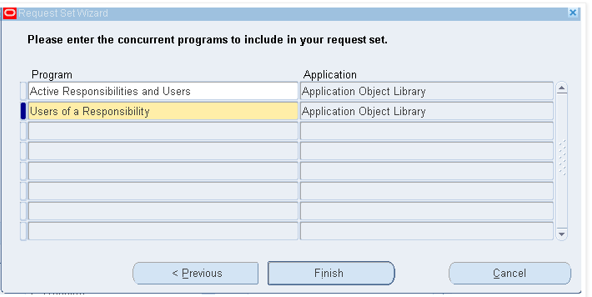 Request Set Wizard
Please enter the concurrent programs to include in your request set.
Program Application
Active Responsibilities and Users Application Object Library
Users of a Responsibility Application Object Library
< Previous Finish Cancel